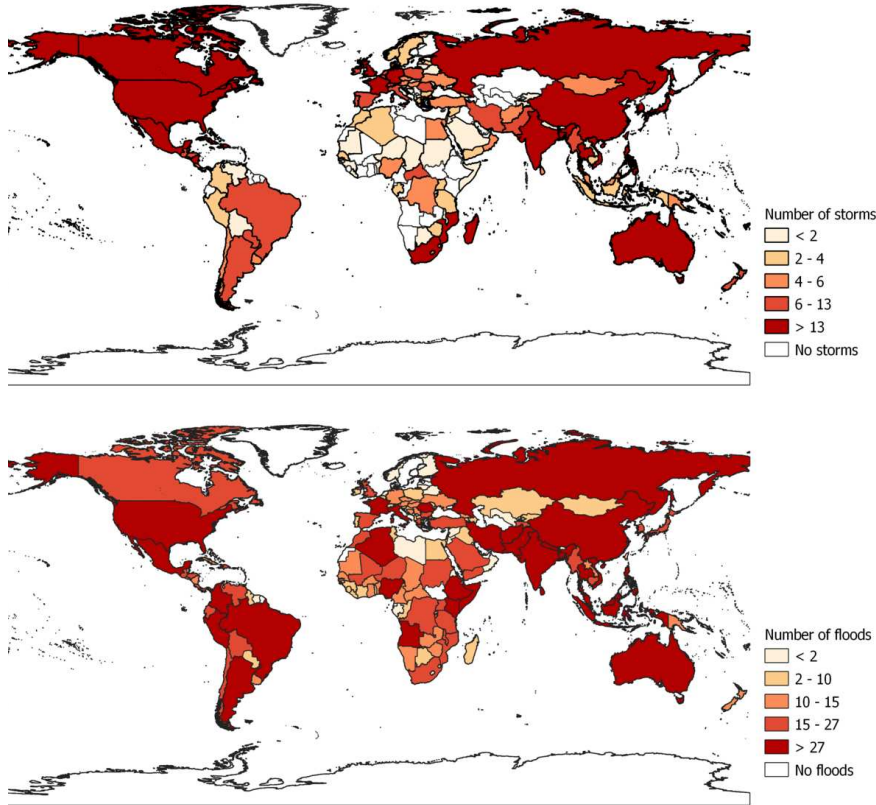 Number of storms
< 2
2 - 4
4 - 6
6 - 13
> 13
No storms
Number of floods
< 2
2 - 10
10 - 15
15 - 27
> 27
No floods